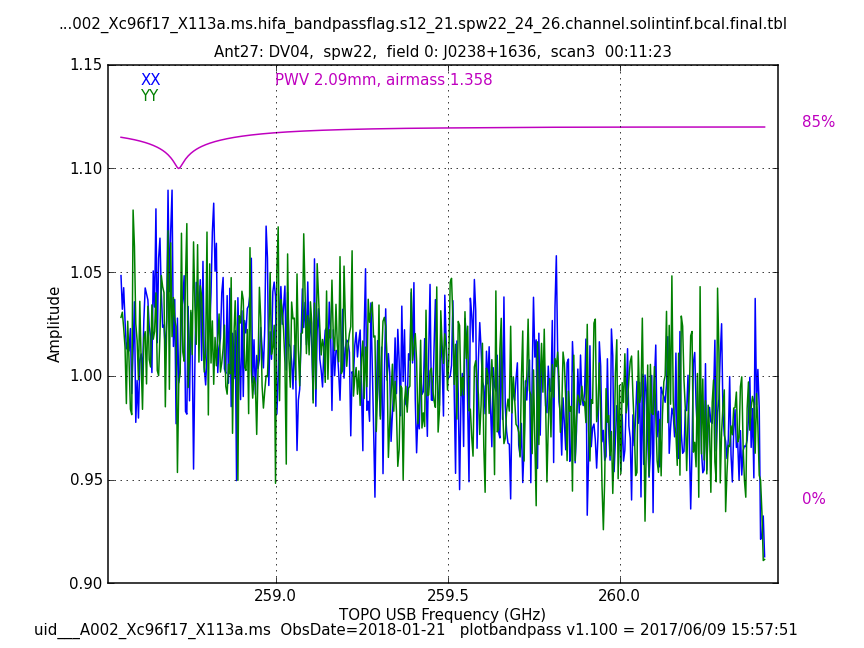 ...002_Xc96f17_X113a.ms.hifa_bandpassflag.s12_21.spw22_24_26.channel.solintinf.bcal.final.tbl
Ant27: DV04, spw22, field 0: J0238+1636, scan3 00:11:23
1.15
XX
PWV 2.09mm, airmass 1.358
YY
85%
1.10
1.05
Amplitude
1.00
0.95
0%
0.90
259.0
259.5
260.0
TOPO USB Frequency (GHz)
uid___A002_Xc96f17_X113a.ms ObsDate=2018-01-21 plotbandpass v1.100 = 2017/06/09 15:57:51